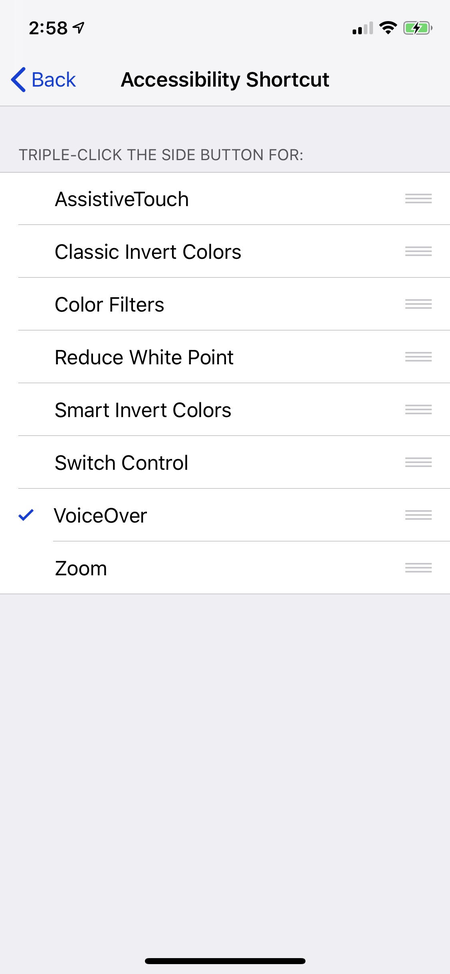 2:58
Back
Accessibility Shortcut
TRIPLE-CLICK THE SIDE BUTTON FOR:
AssistiveTouch
Classic Invert Colors
Color Filters
Reduce White Point
Smart Invert Colors
Switch Control
VoiceOver
Zoom